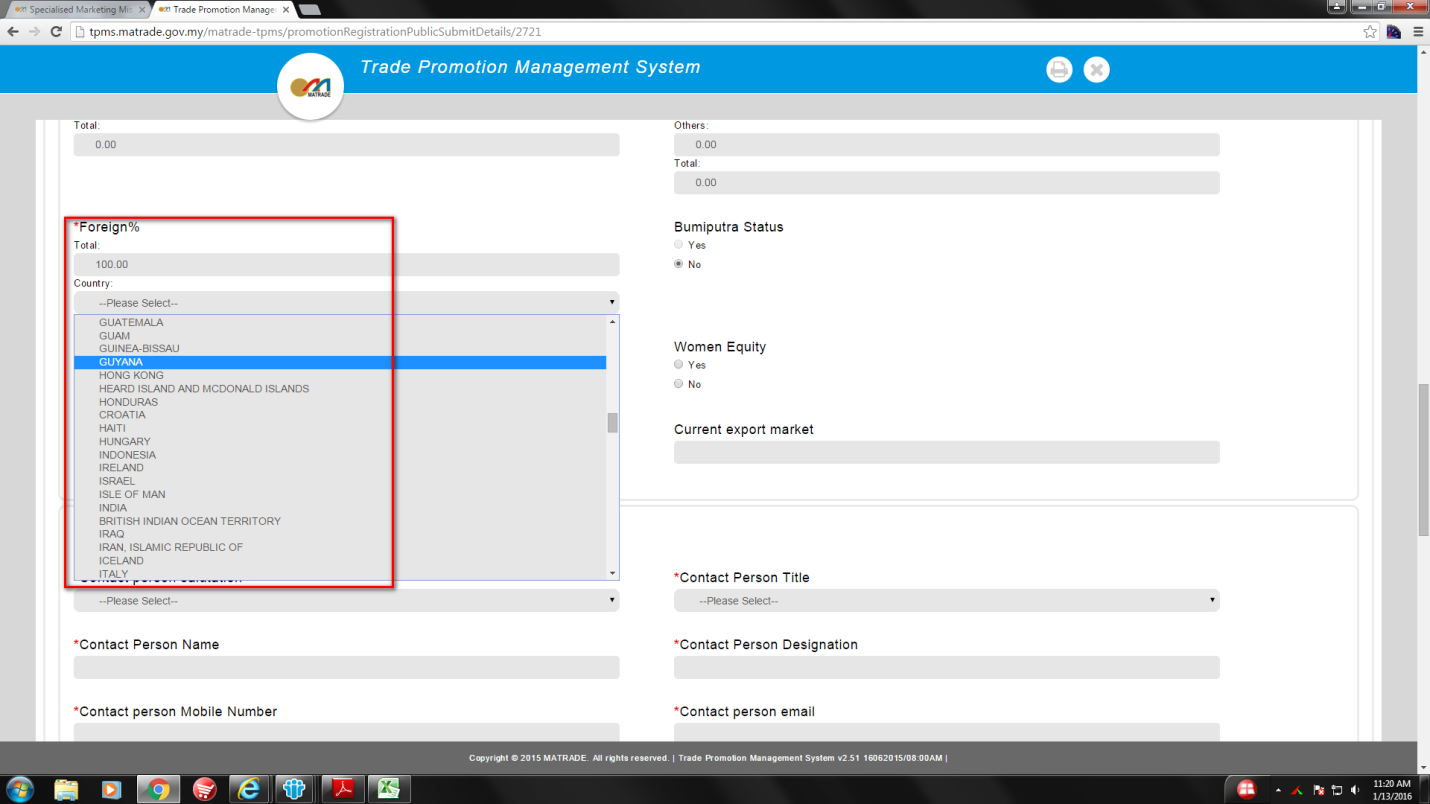 Specialised Marketing Mis
Trade Promotion Manage
tpms.matrade.gov.my/matrade-tpms/promotionRegistrationPublicSubmitDetails/2721
MATRADE
Trade Promotion Management System
Total:
0.00
Others:
0.00
Total:
0.00
*Foreign%
Total:
100.00
Country:
--Please Select--
GUATEMALA
GUAM
GUINEA-BISSAU
GUYANA
HONG KONG
HEARD ISLAND AND MCDONALD ISLANDS
HONDURAS
CROATIA
HAITI
HUNGARY
INDONESIA
IRELAND
ISRAEL
ISLE OF MAN
INDIA
BRITISH INDIAN OCEAN TERRITORY
IRAQ
IRAN, ISLAMIC REPUBLIC OF
ICELAND
ITALY
Bumiputra Status
Yes
No
Women Equity
Yes
No
Current export market
*Contact person salutation
--Please Select--
*Contact Person Title
--Please Select--
*Contact Person Name
*Contact Person Designation
*Contact person Mobile Number
*Contact person email
Copyright © 2015 MATRADE. All rights reserved. | Trade Promotion Management System v2.51 16062015/08:00AM |
11:20 AM
1/13/2016